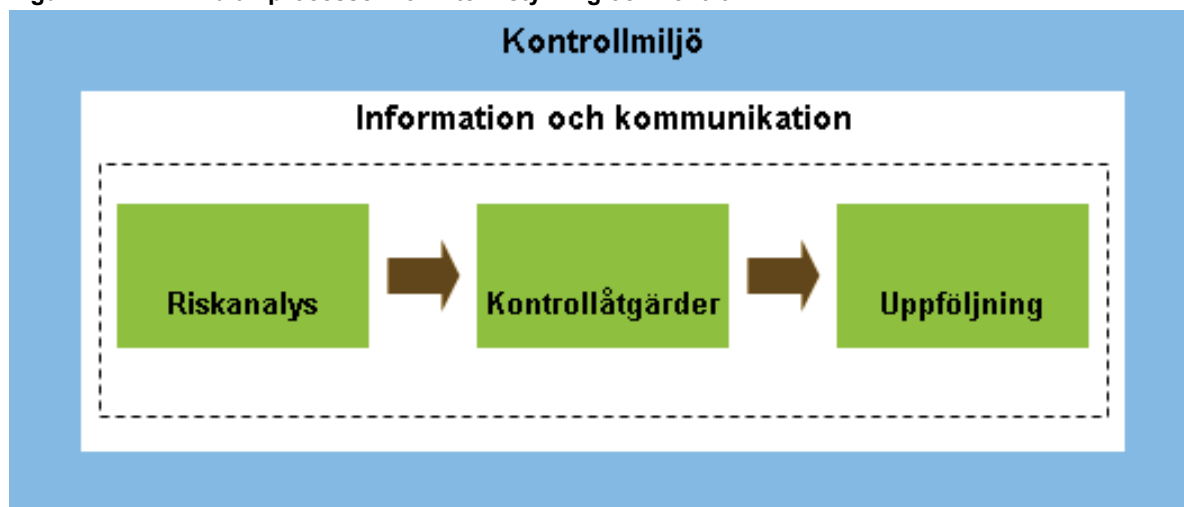 Kontrollmiljö
Information och kommunikation
Riskanalys
Kontrollåtgärder
Uppföljning